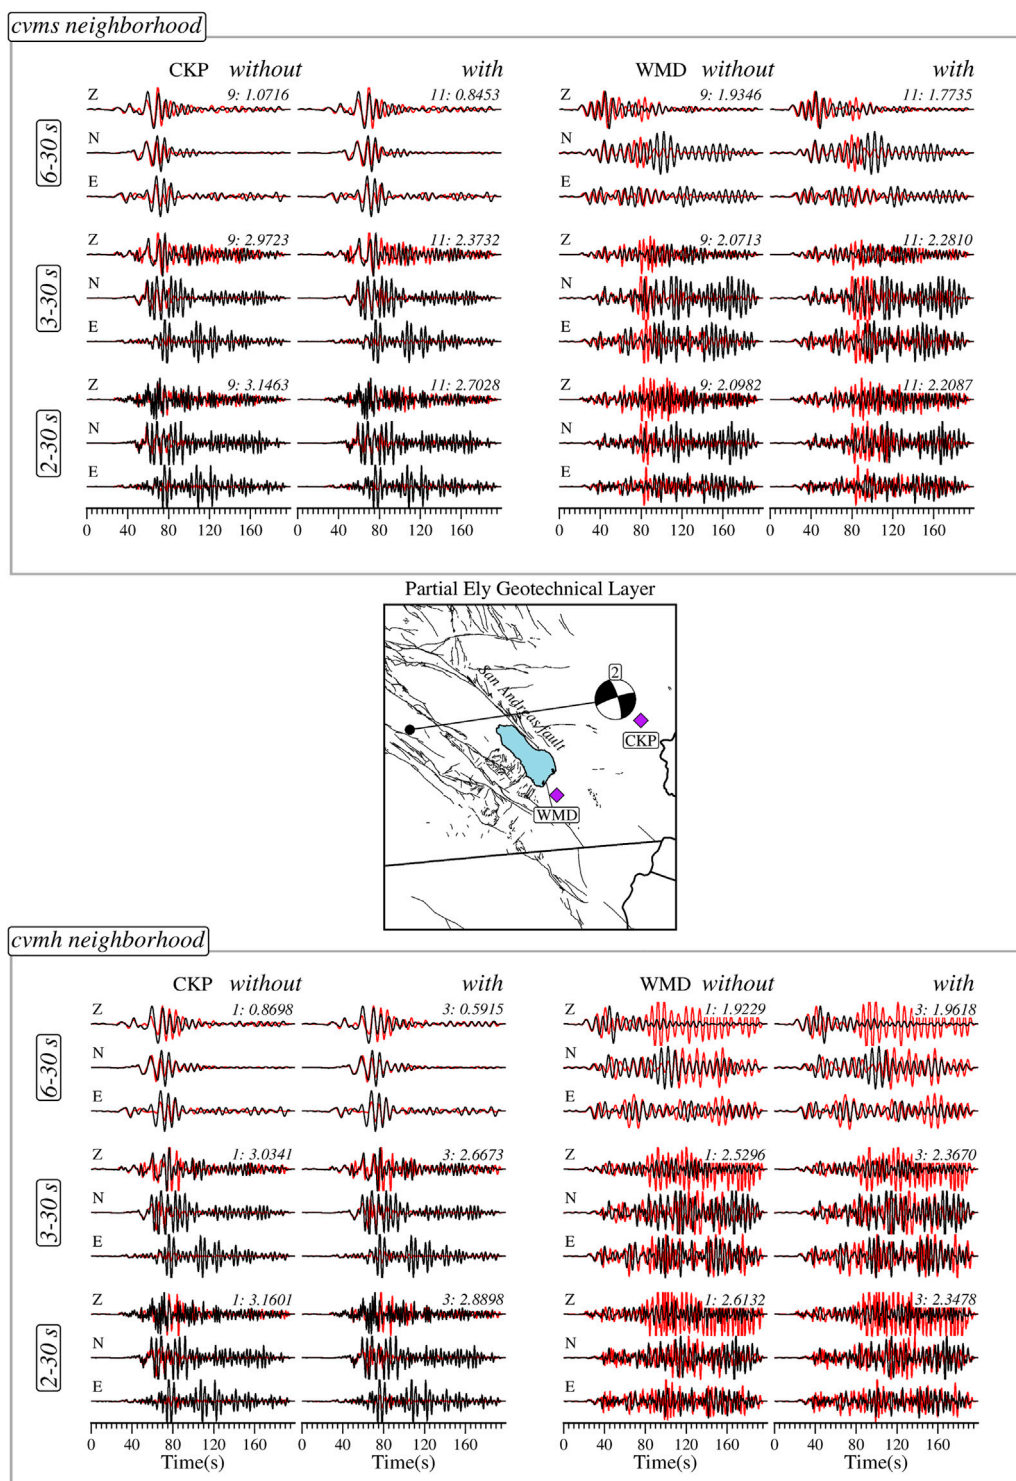 cvms neighborhood
CKP without with WMD without with
6-30 s
Z 9: 1.0716 11: 0.8453 Z 9: 1.9346 11: 1.7735
N N
E E
3-30 s
Z 9: 2.9723 11: 2.3732 Z 9: 2.0713 11: 2.2810
N N
E E
2-30 s
Z 9: 3.1463 11: 2.7028 Z 9: 2.0982 11: 2.2087
N N
E E
0 40 80 120 160 0 40 80 120 160 0 40 80 120 160 0 40 80 120 160
Partial Ely Geotechnical Layer
2
San Andreas fault
CKP
WMD
cvmh neighborhood
CKP without with WMD without with
6-30 s
Z 1: 0.8698 3: 0.5915 Z 1: 1.9229 3: 1.9618
N N
E E
3-30 s
Z 1: 3.0341 3: 2.6673 Z 1: 2.5296 3: 2.3670
N N
E E
2-30 s
Z 1: 3.1601 3: 2.8898 Z 1: 2.6132 3: 2.3478
N N
E E
0 40 80 120 160 0 40 80 120 160 0 40 80 120 160 0 40 80 120 160
Time(s) Time(s) Time(s) Time(s)